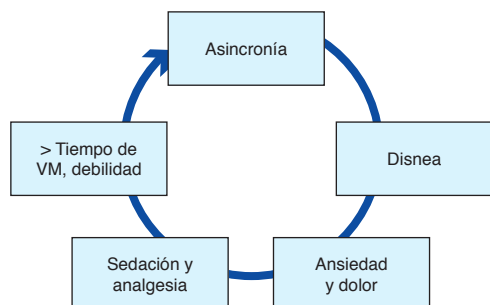 Asincronía
Disnea
Ansiedad
y dolor
Sedación y
analgesia
> Tiempo de
VM, debilidad